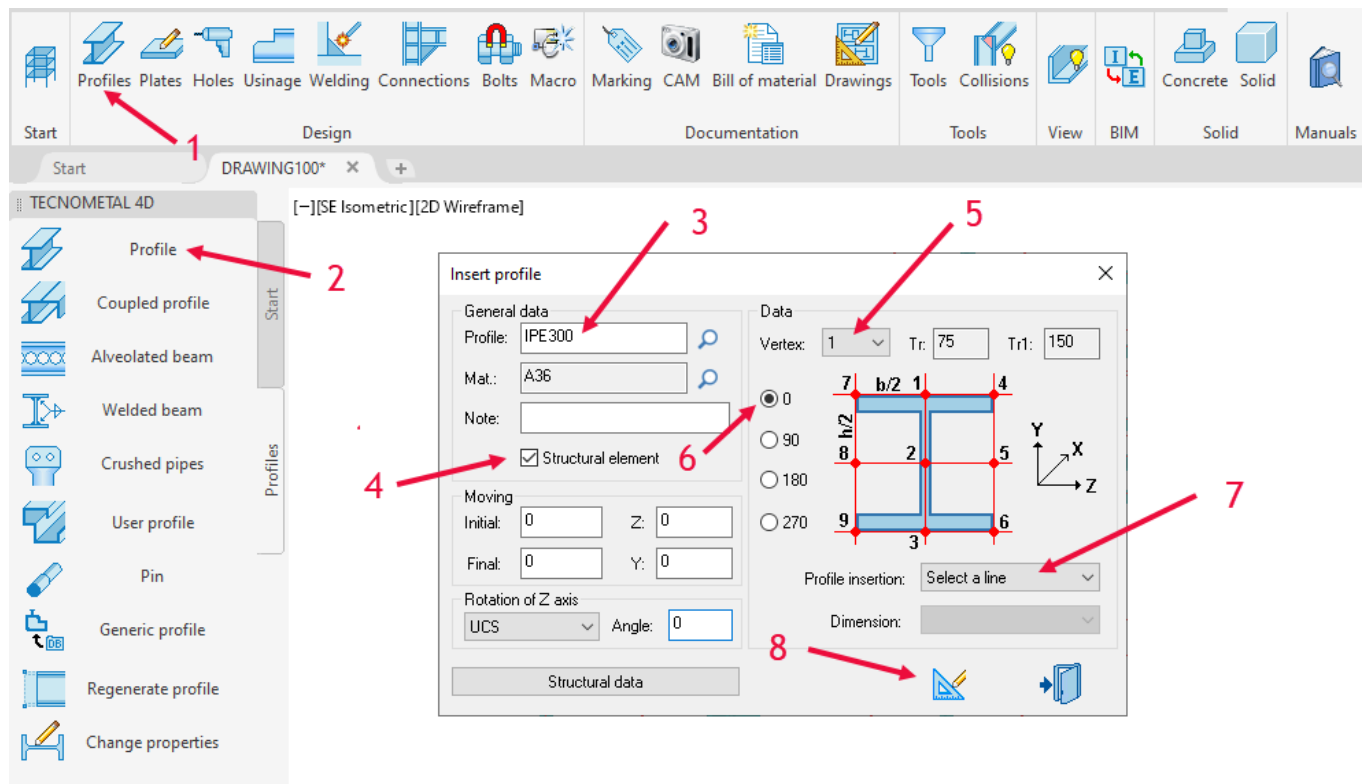 Profiles Plates Holes Usinage Welding Connections Bolts Macro Marking CAM Bill of material Drawings Tools Collisions I E Concrete Solid
Start Design Documentation Tools View BIM Solid Manuals
1
Start DRAWING100* × +
TECNOMETAL 4D
[−][SE Isometric][2D Wireframe]
Profile
2
Coupled profile
Alveolated beam
Welded beam
Crushed pipes
User profile
Pin
Generic profile
DB
Regenerate profile
Change properties
Start
Profiles
3
5
Insert profile
General data
Profile: IPE300
Mat.: A36
Note:
Structural element
4
Moving
Initial: 0 Z: 0
Final: 0 Y: 0
Rotation of Z axis
UCS Angle: 0
Structural data
Data
Vertex: 1 Tr: 75 Tr1: 150
0
90
180
270
6
7 b/2 1 4
h/2
8 2 5
9 3 6
Y
X
Z
7
Profile insertion: Select a line
Dimension:
8